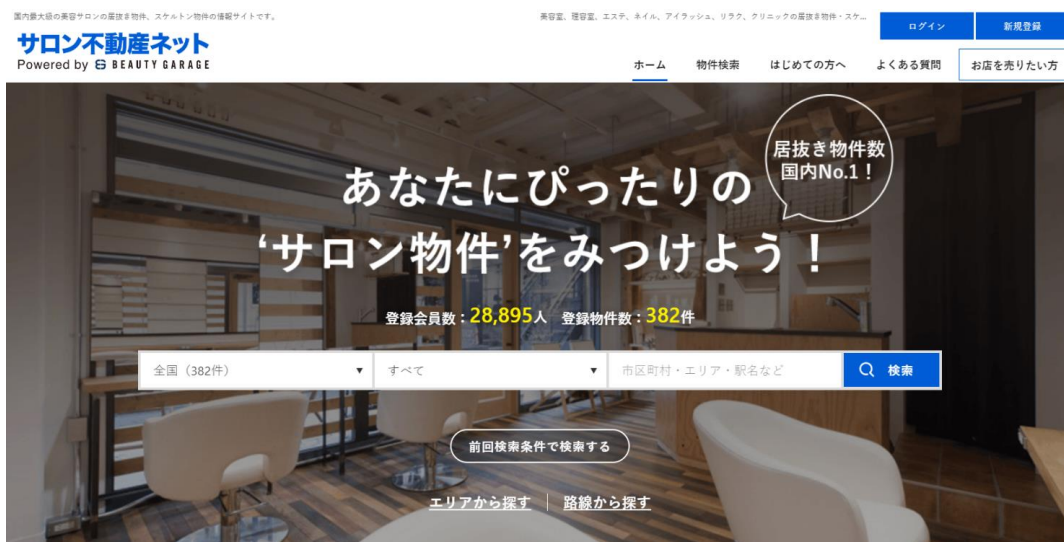 国内最大級の美容サロンの居抜き物件、スケルトン物件の情報サイトです。
美容室、理容室、エステ、ネイル、アイラッシュ、リラク、クリニックの居抜き物件・スケ...
ログイン
新規登録
サロン不動産ネット
Powered by BEAUTY GARAGE
ホーム
物件検索
はじめての方へ
よくある質問
お店を売りたい方
居抜き物件数
国内No.1！
あなたにぴったりの
‘サロン物件’をみつけよう！
登録会員数：28,895人 登録物件数：382件
全国（382件）
すべて
市区町村・エリア・駅名など
検索
前回検索条件で検索する
エリアから探す
路線から探す